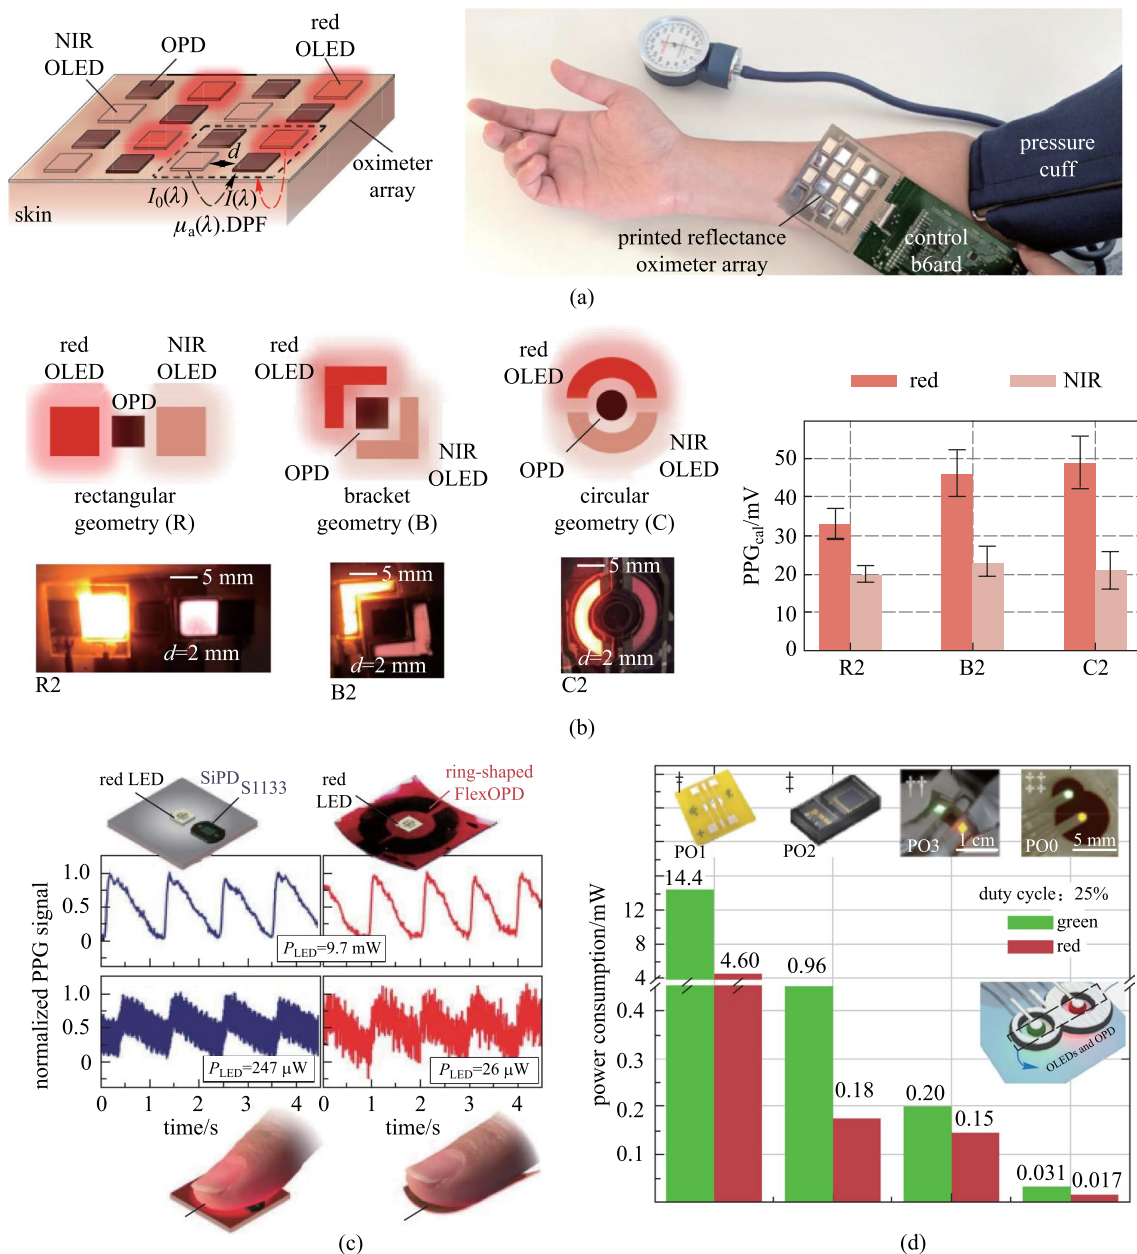 NIR
OLED
OPD
red
OLED
d
oximeter
array
I₀(λ)
I(λ)
μₐ(λ).DPF
skin
pressure
cuff
printed reflectance
oximeter array
control
b6ard
(a)
red
OLED
NIR
OLED
OPD
rectangular
geometry (R)
red
OLED
OPD
NIR
OLED
bracket
geometry (B)
red
OLED
OPD
NIR
OLED
circular
geometry (C)
5 mm
d=2 mm
R2
5 mm
d=2 mm
B2
5 mm
d=2 mm
C2
red
NIR
PPG_cal/mV
50
40
30
20
10
0
R2
B2
C2
(b)
red LED
SiPD
S1133
red
LED
ring-shaped
FlexOPD
normalized PPG signal
1.0
0.5
0
P_LED=9.7 mW
1.0
0.5
0
P_LED=247 μW
P_LED=26 μW
0 1 2 3 4
0 1 2 3 4
time/s
time/s
(c)
‡
PO1
‡
PO2
††
PO3
1 cm
‡‡
PO0
5 mm
duty cycle: 25%
green
red
power consumption/mW
12
8
4
0.4
0.3
0.2
0.1
14.4
4.60
0.96
0.18
0.20
0.15
0.031
0.017
OLEDs and OPD
(d)